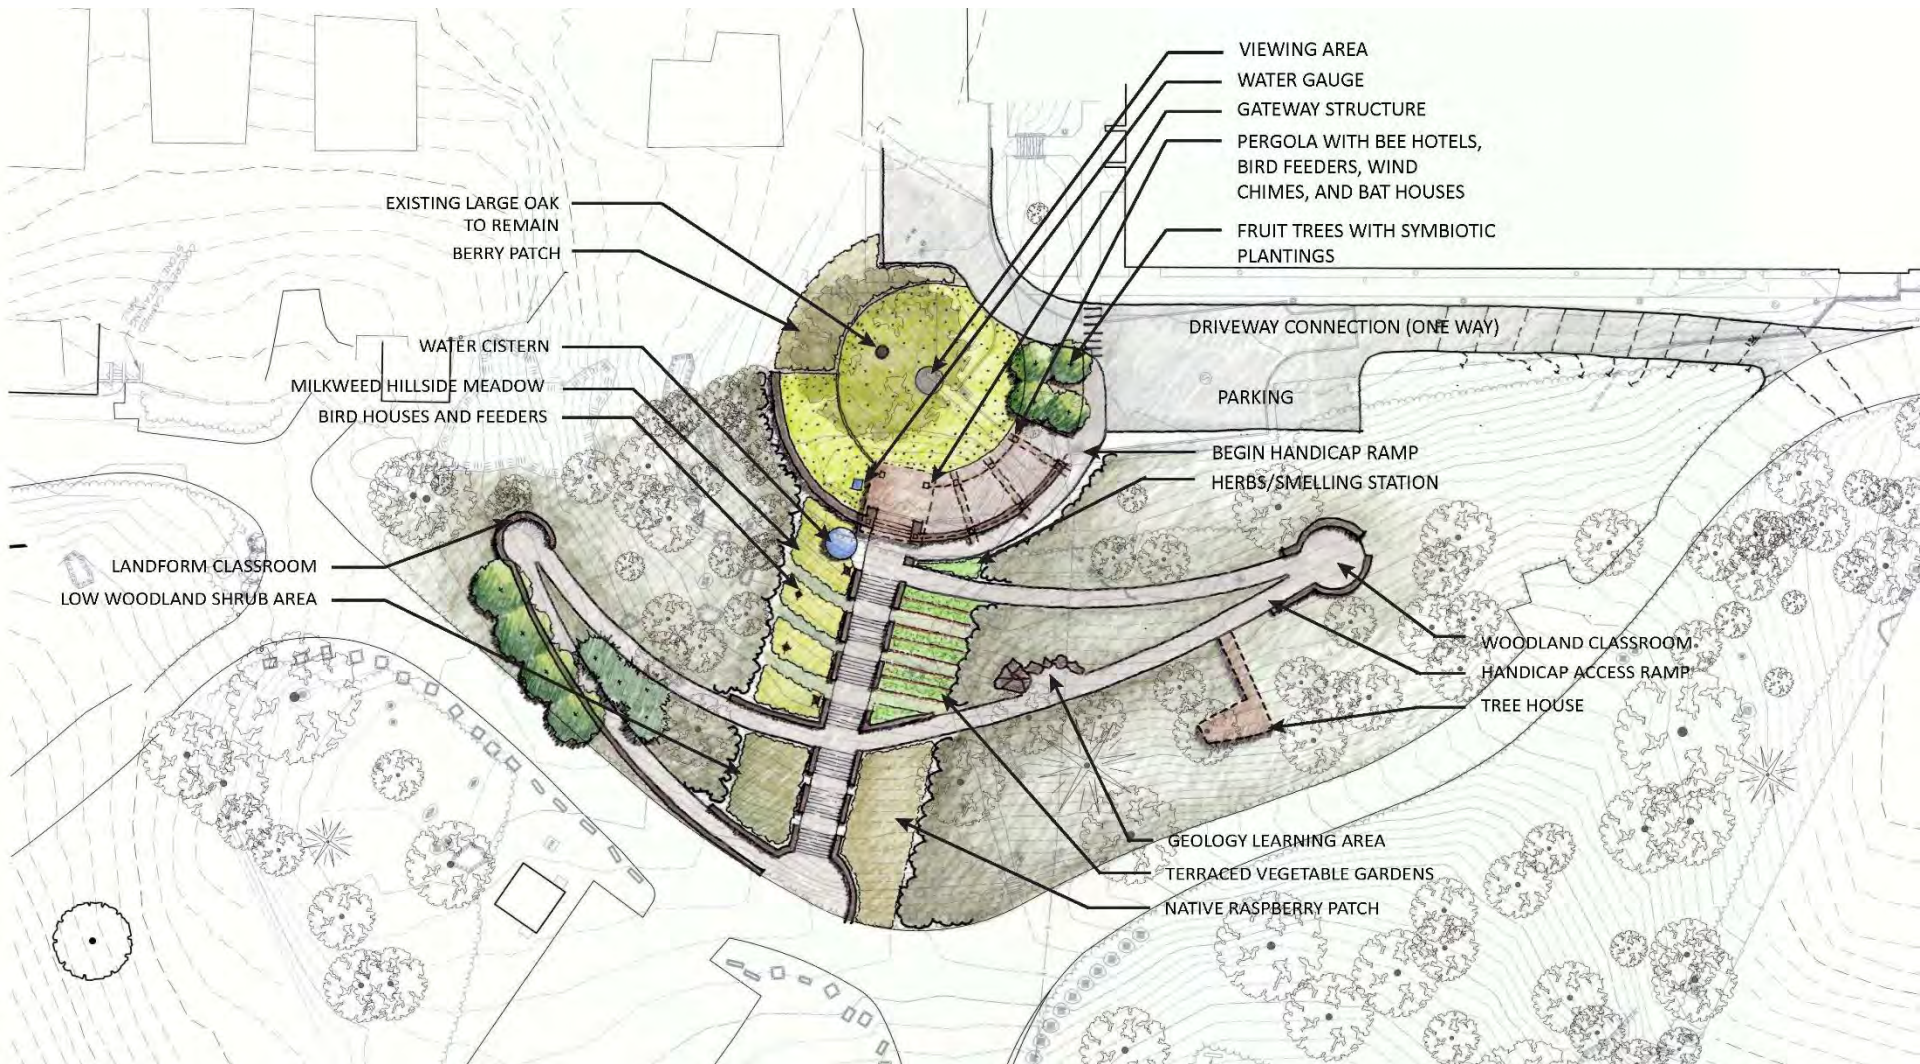 VIEWING AREA
WATER GAUGE
GATEWAY STRUCTURE
PERGOLA WITH BEE HOTELS,
BIRD FEEDERS, WIND
CHIMES, AND BAT HOUSES
FRUIT TREES WITH SYMBIOTIC
PLANTINGS
EXISTING LARGE OAK
TO REMAIN
BERRY PATCH
WATER CISTERN
MILKWEED HILLSIDE MEADOW
BIRD HOUSES AND FEEDERS
DRIVEWAY CONNECTION (ONE WAY)
PARKING
BEGIN HANDICAP RAMP
HERBS/SMELLING STATION
LANDFORM CLASSROOM
LOW WOODLAND SHRUB AREA
WOODLAND CLASSROOM
HANDICAP ACCESS RAMP
TREE HOUSE
GEOLOGY LEARNING AREA
TERRACED VEGETABLE GARDENS
NATIVE RASPBERRY PATCH